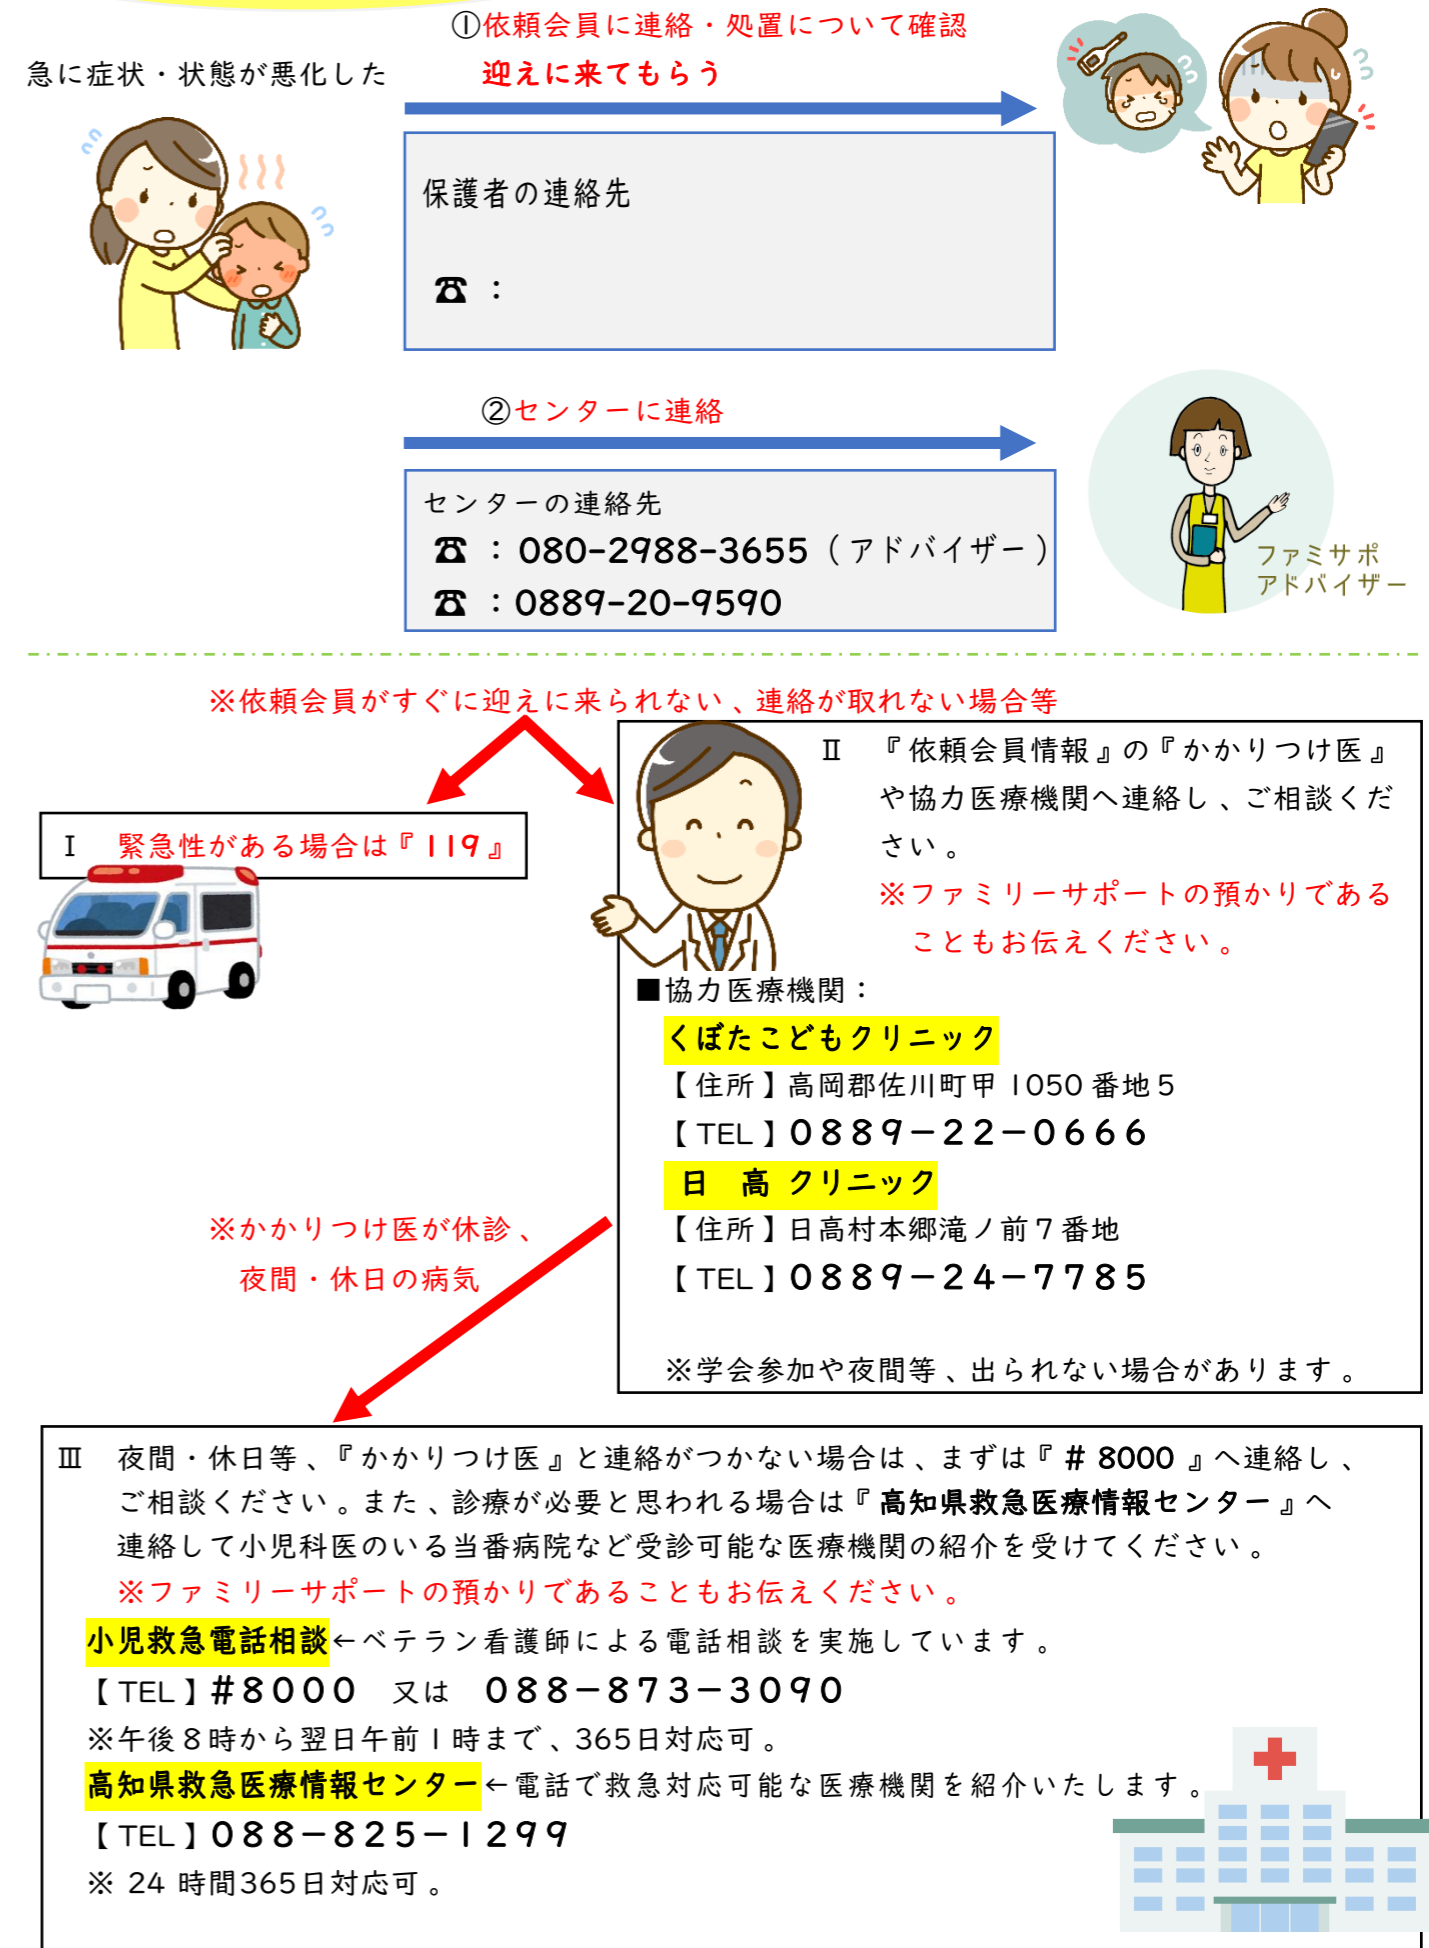 ①依頼会員に連絡・処置について確認
迎えに来てもらう
急に症状・状態が悪化した
保護者の連絡先
☎：
②センターに連絡
センターの連絡先
☎：080-2988-3655（アドバイザー）
☎：0889-20-9590
ファミサポ
アドバイザー
※依頼会員がすぐに迎えに来られない、連絡が取れない場合等
Ⅰ　緊急性がある場合は『119』
Ⅱ　『依頼会員情報』の『かかりつけ医』
や協力医療機関へ連絡し、ご相談くだ
さい。
※ファミリーサポートの預かりである
こともお伝えください。
■協力医療機関：
くぼたこどもクリニック
【住所】高岡郡佐川町甲1050番地5
【TEL】0889－22－0666
日　高 クリニック
【住所】日高村本郷滝ノ前7番地
【TEL】0889－24－7785
※学会参加や夜間等、出られない場合があります。
※かかりつけ医が休診、
夜間・休日の病気
Ⅲ　夜間・休日等、『かかりつけ医』と連絡がつかない場合は、まずは『＃8000』へ連絡し、
ご相談ください。また、診療が必要と思われる場合は『高知県救急医療情報センター』へ
連絡して小児科医のいる当番病院など受診可能な医療機関の紹介を受けてください。
※ファミリーサポートの預かりであることもお伝えください。
小児救急電話相談←ベテラン看護師による電話相談を実施しています。
【TEL】＃8000　又は　088－873－3090
※午後8時から翌日午前1時まで、365日対応可。
高知県救急医療情報センター←電話で救急対応可能な医療機関を紹介いたします。
【TEL】088－825－1299
※ 24 時間365日対応可。